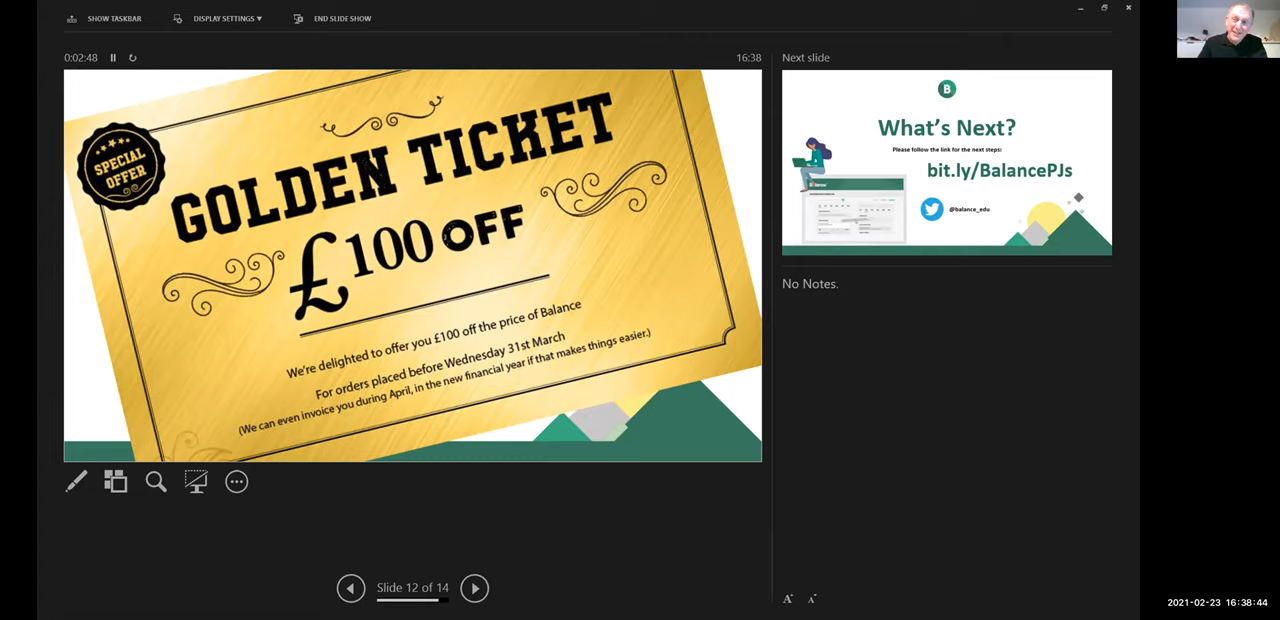 SHOW TASKBAR
DISPLAY SETTINGS ▼
END SLIDE SHOW
0:02:48
16:38
SPECIAL
OFFER
GOLDEN TICKET
£100 OFF
We're delighted to offer you £100 off the price of Balance
For orders placed before Wednesday 31st March
(We can even invoice you during April, in the new financial year if that makes things easier.)
Next slide
B
What's Next?
Please follow the link for the next steps:
bit.ly/BalancePJs
@balance_edu
No Notes.
Slide 12 of 14
A
A
2021-02-23 16:38:44